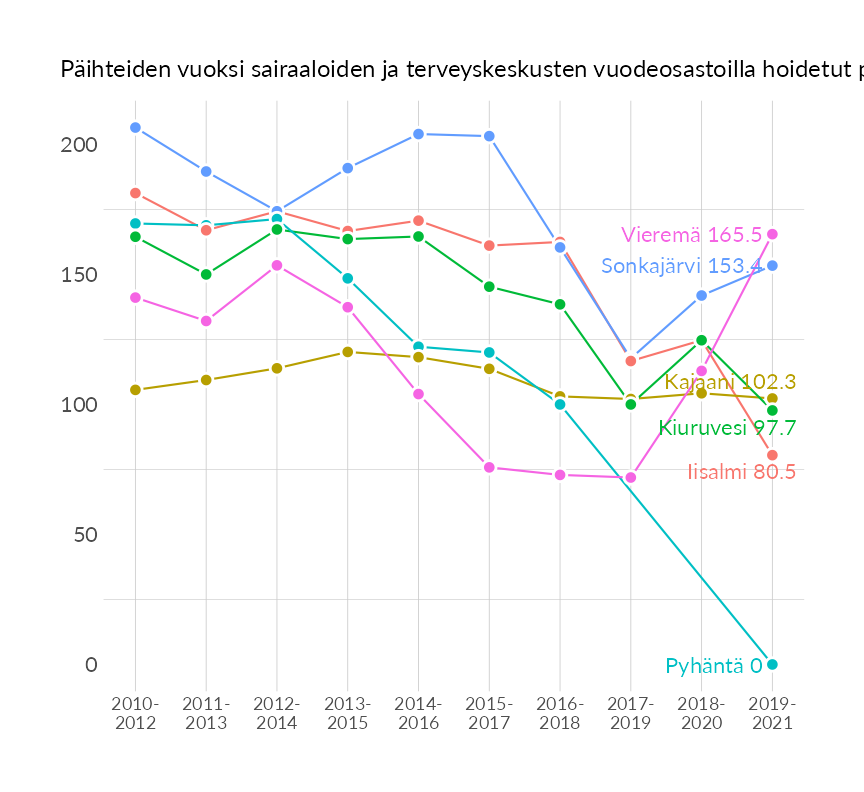 Päihteiden vuoksi sairaaloiden ja terveyskeskusten vuodeosastoilla hoidetut
200
150
100
50
0
Vieremä 165.5
Sonkajärvi 153.4
Kajaani 102.3
Kiuruvesi 97.7
Iisalmi 80.5
Pyhäntä 0
2010- 2011- 2012- 2013- 2014- 2015- 2016- 2017- 2018- 2019-
2012 2013 2014 2015 2016 2017 2018 2019 2020 2021